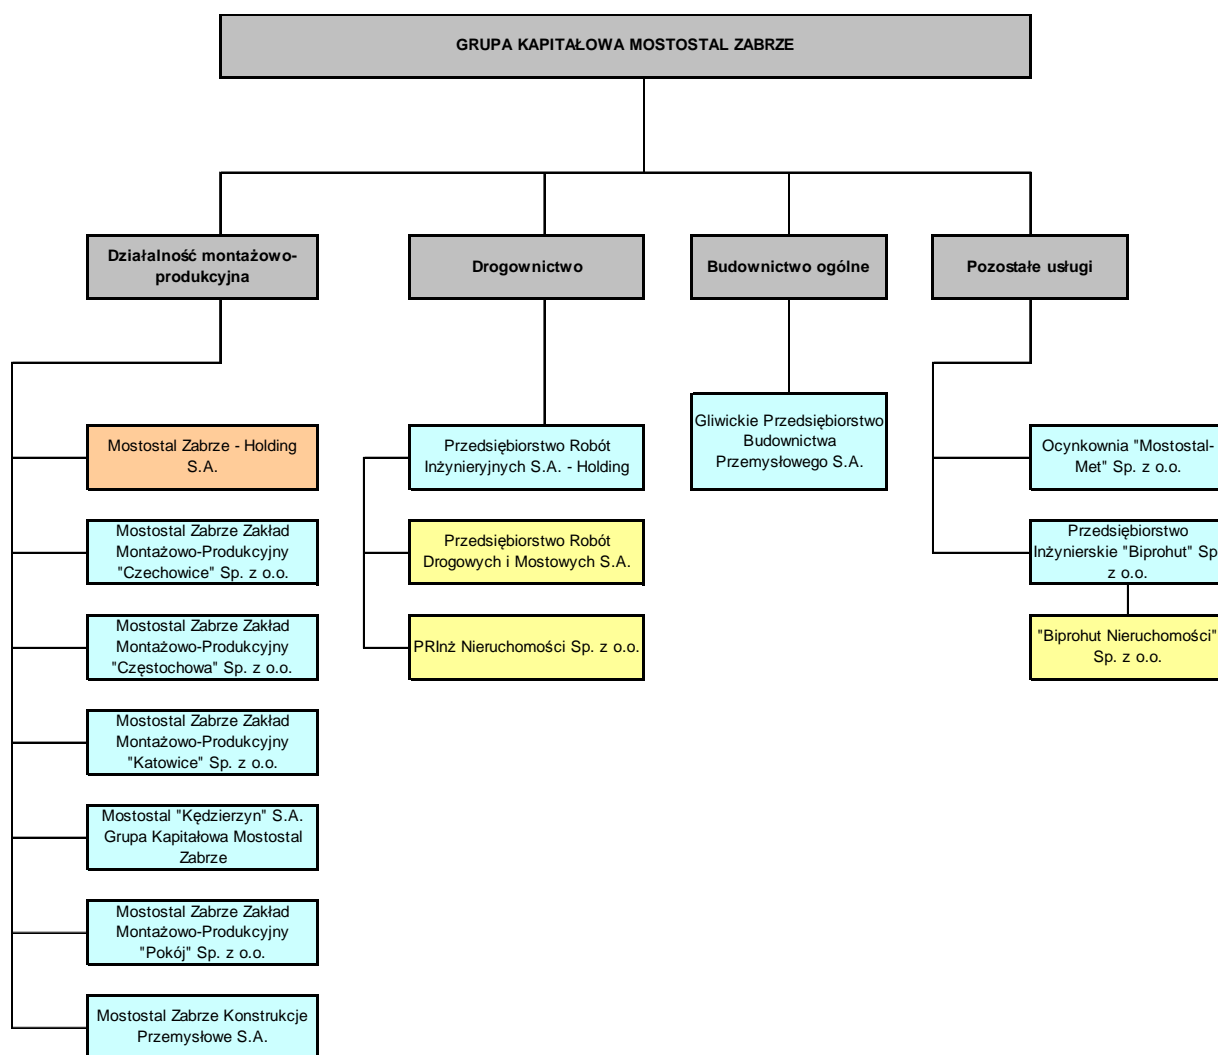 GRUPA KAPITAŁOWA MOSTOSTAL ZABRZE
Działalność montażowo-
produkcyjna
Drogownictwo
Budownictwo ogólne
Pozostałe usługi
Mostostal Zabrze - Holding
S.A.
Mostostal Zabrze Zakład
Montażowo-Produkcyjny
"Czechowice" Sp. z o.o.
Mostostal Zabrze Zakład
Montażowo-Produkcyjny
"Częstochowa" Sp. z o.o.
Mostostal Zabrze Zakład
Montażowo-Produkcyjny
"Katowice" Sp. z o.o.
Mostostal "Kędzierzyn" S.A.
Grupa Kapitałowa Mostostal
Zabrze
Mostostal Zabrze Zakład
Montażowo-Produkcyjny
"Pokój" Sp. z o.o.
Mostostal Zabrze Konstrukcje
Przemysłowe S.A.
Przedsiębiorstwo Robót
Inżynieryjnych S.A. - Holding
Przedsiębiorstwo Robót
Drogowych i Mostowych S.A.
PRInż Nieruchomości Sp. z o.o.
Gliwickie Przedsiębiorstwo
Budownictwa
Przemysłowego S.A.
Ocynkownia "Mostostal-
Met" Sp. z o.o.
Przedsiębiorstwo
Inżynierskie "Biprohut" Sp.
z o.o.
"Biprohut Nieruchomości"
Sp. z o.o.